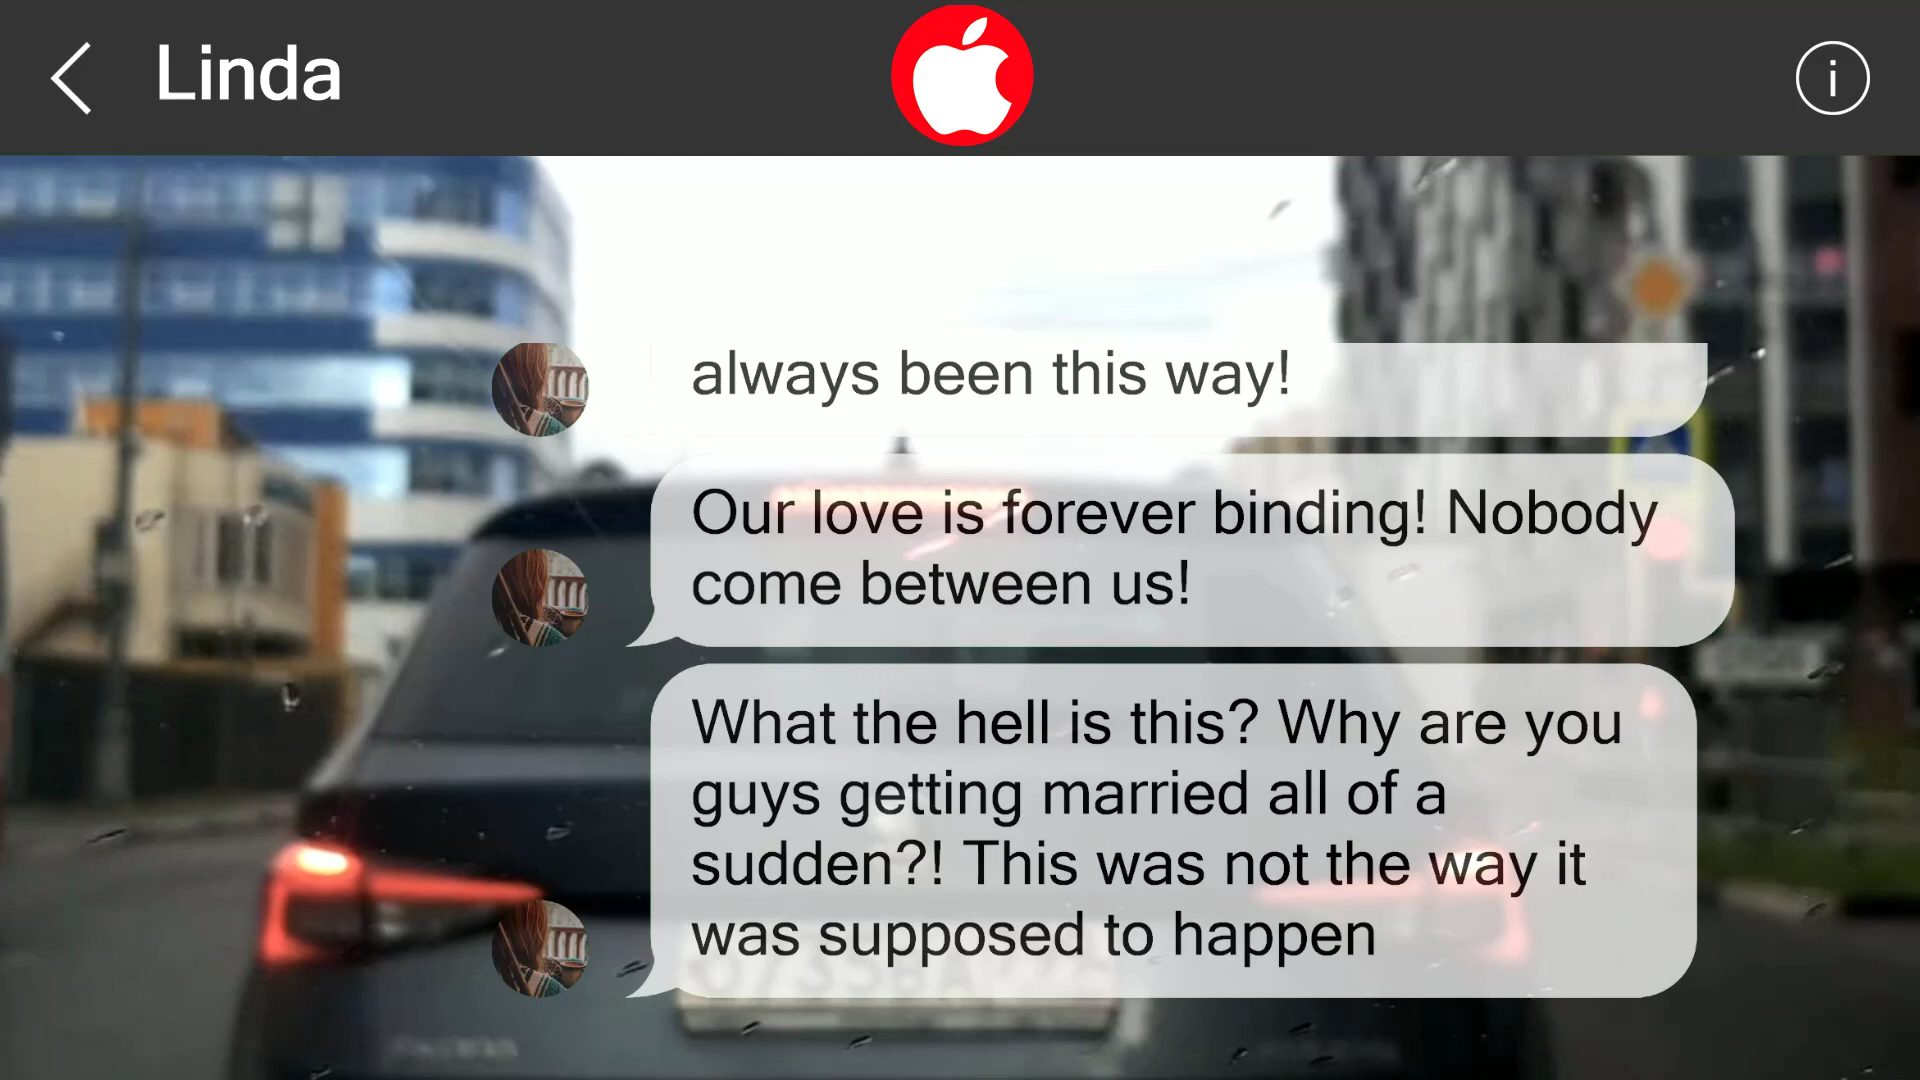 Linda
always been this way!
Our love is forever binding! Nobody
come between us!
What the hell is this? Why are you
guys getting married all of a
sudden?! This was not the way it
was supposed to happen